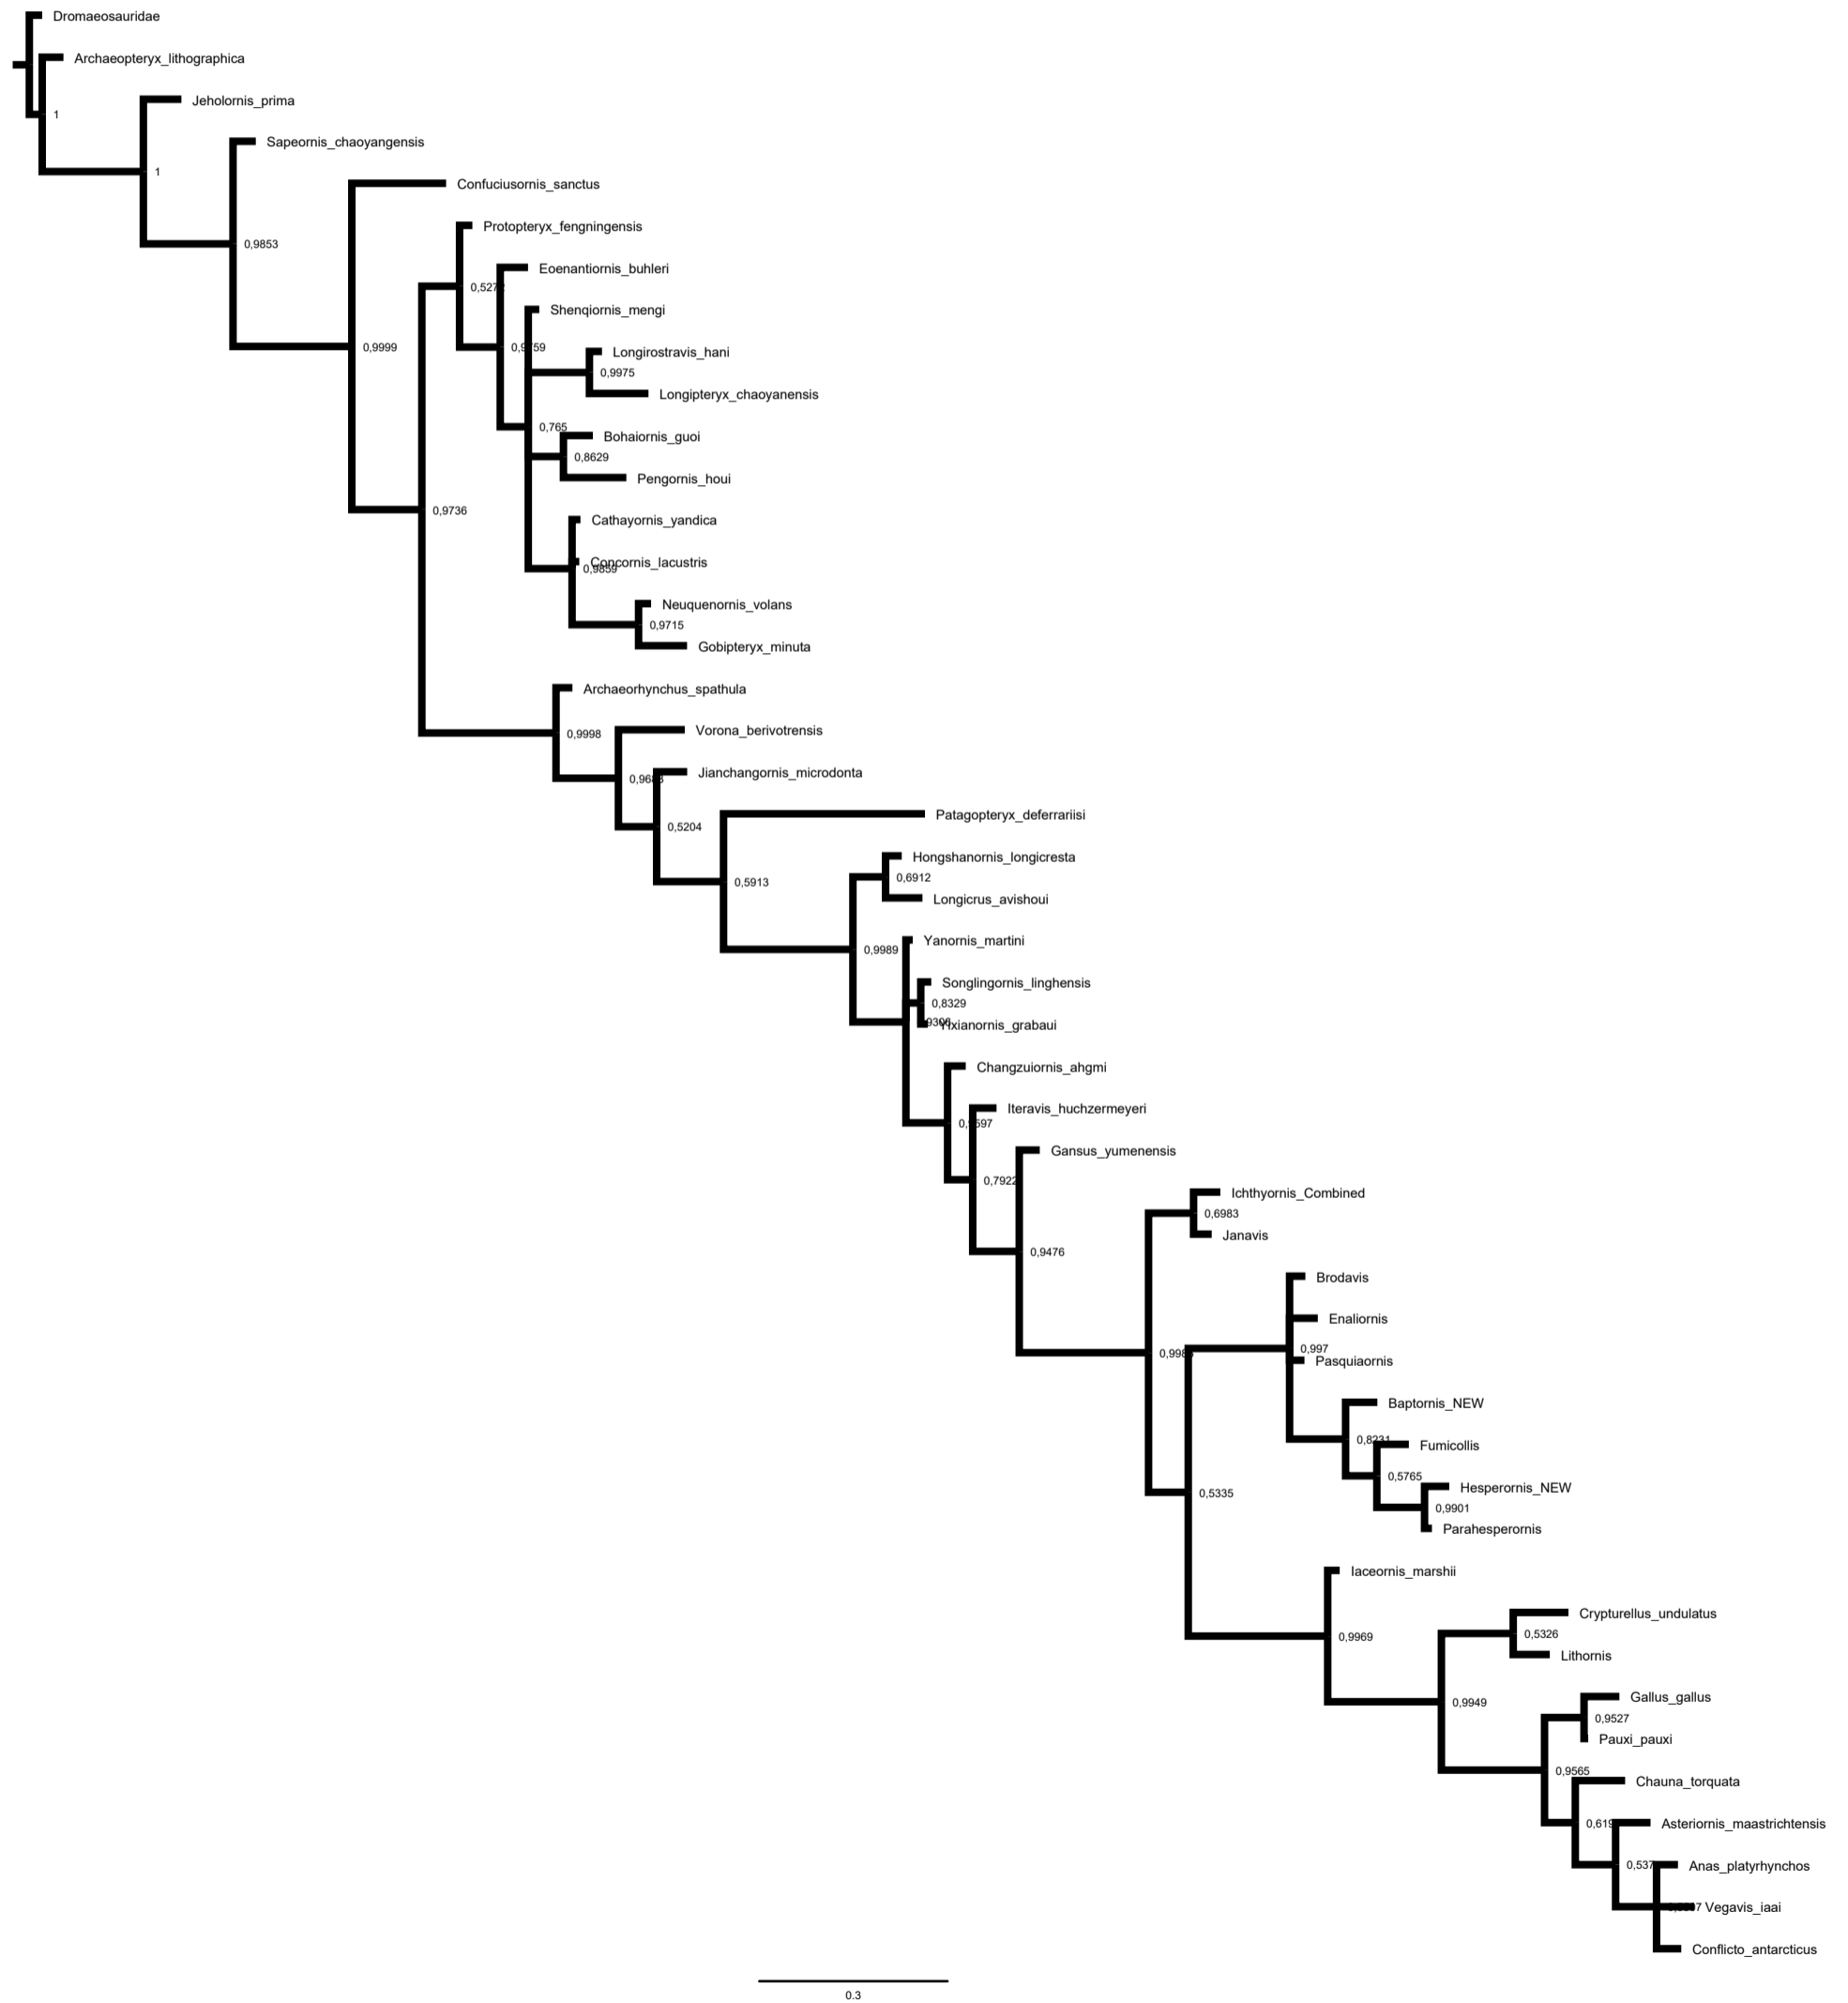 Dromaeosauridae
Archaeopteryx_lithographica
Jeholornis_prima
1
Sapeornis_chaoyangensis
1
Confuciusornis_sanctus
Protopteryx_fengningensis
0,9853
Eoenantiornis_buhleri
Shenqiornis_mengi
0,9999
Longirostravis_hani
0,9975
Longipteryx_chaoyanensis
0,765
Bohaiornis_guoi
0,8629
Pengornis_houi
0,9736
Cathayornis_yandica
Concornis_lacustris
0,9859
Neuquenornis_volans
0,9715
Gobipteryx_minuta
Archaeorhynchus_spathula
0,9998
Vorona_berivotrensis
Jianchangornis_microdonta
Patagopteryx_deferrariisi
0,5204
Hongshanornis_longicresta
0,6912
0,5913
Longicrus_avishoui
Yanornis_martini
0,9989
Songlingornis_linghensis
0,8329
Yixianornis_grabaui
Changzuiornis_ahgmi
Iteravis_huchzermeyeri
Gansus_yumenensis
0,7922
Ichthyornis_Combined
0,6983
Janavis
0,9476
Brodavis
Enaliornis
0,997
Pasquiaornis
Baptornis_NEW
0,8231
Fumicollis
0,5765
Hesperornis_NEW
0,5335
0,9901
Parahesperornis
Iaceornis_marshii
Crypturellus_undulatus
0,5326
0,9969
Lithornis
Gallus_gallus
0,9949
0,9527
Pauxi_pauxi
0,9565
Chauna_torquata
Asteriornis_maastrichtensis
Anas_platyrhynchos
Vegavis_iaai
Conflicto_antarcticus
0.3